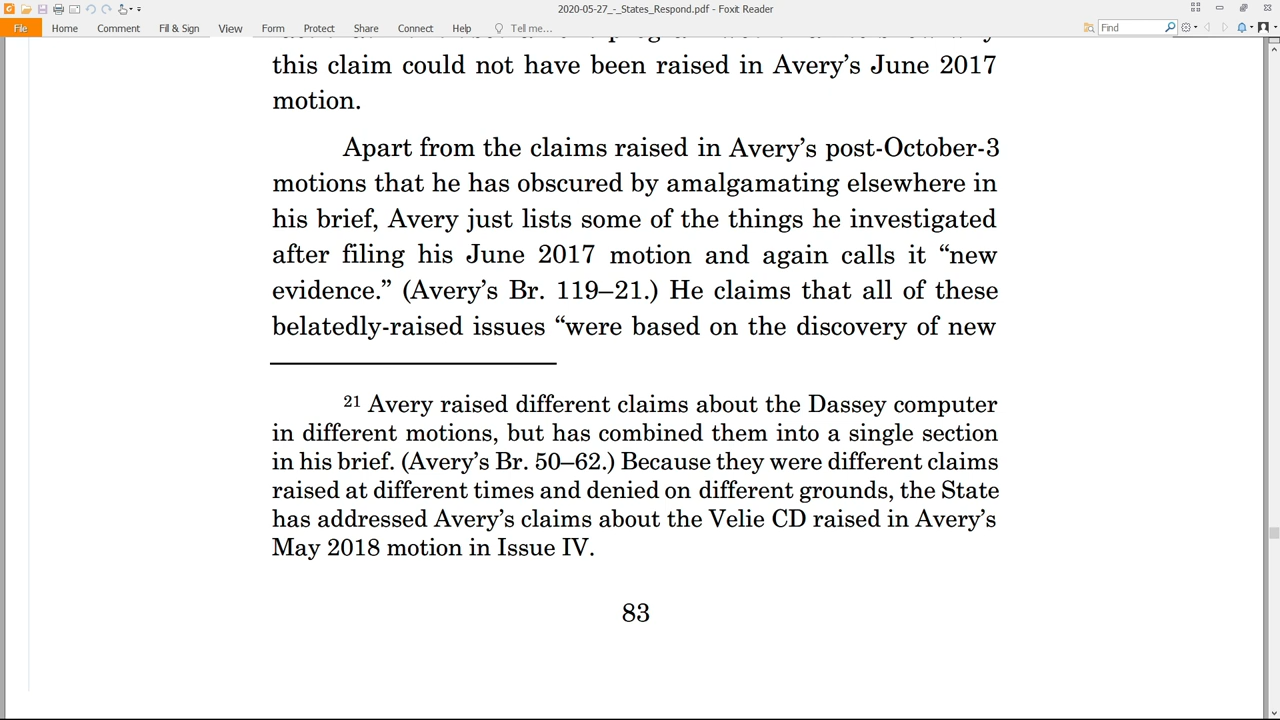 2020-05-27_-_States_Respond.pdf - Foxit Reader
File Home Comment Fill & Sign View Form Protect Share Connect Help Tell me... Find
this claim could not have been raised in Avery’s June 2017
motion.
Apart from the claims raised in Avery’s post-October-3
motions that he has obscured by amalgamating elsewhere in
his brief, Avery just lists some of the things he investigated
after filing his June 2017 motion and again calls it “new
evidence.” (Avery’s Br. 119–21.) He claims that all of these
belatedly-raised issues “were based on the discovery of new
21 Avery raised different claims about the Dassey computer
in different motions, but has combined them into a single section
in his brief. (Avery’s Br. 50–62.) Because they were different claims
raised at different times and denied on different grounds, the State
has addressed Avery’s claims about the Velie CD raised in Avery’s
May 2018 motion in Issue IV.
83